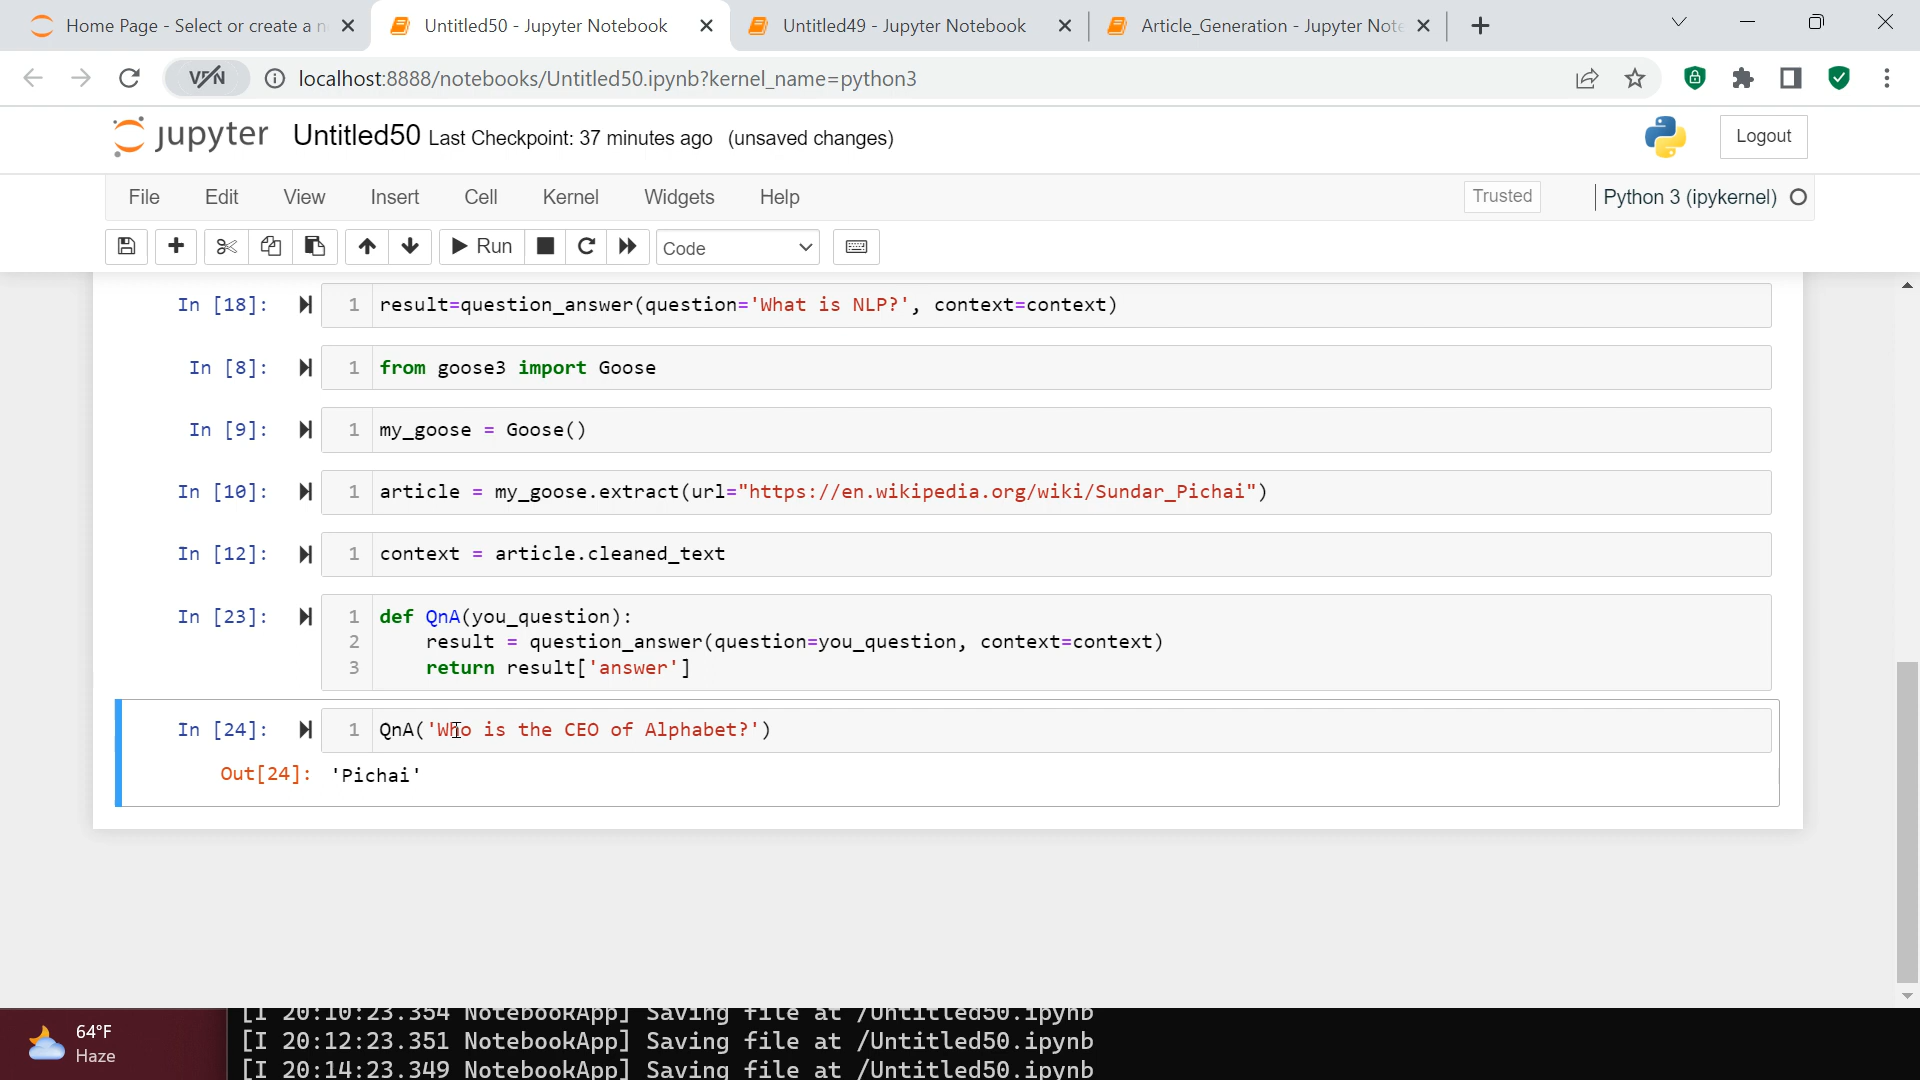 Home Page - Select or create a n
Untitled50 - Jupyter Notebook
Untitled49 - Jupyter Notebook
Article_Generation - Jupyter Note
VPN
localhost:8888/notebooks/Untitled50.ipynb?kernel_name=python3
jupyter
Untitled50
Last Checkpoint: 37 minutes ago (unsaved changes)
Logout
File
Edit
View
Insert
Cell
Kernel
Widgets
Help
Trusted
Python 3 (ipykernel)
Run
Code
In [18]:
1 result=question_answer(question='What is NLP?', context=context)
In [8]:
1 from goose3 import Goose
In [9]:
1 my_goose = Goose()
In [10]:
1 article = my_goose.extract(url="https://en.wikipedia.org/wiki/Sundar_Pichai")
In [12]:
1 context = article.cleaned_text
In [23]:
1 def QnA(you_question):
2 result = question_answer(question=you_question, context=context)
3 return result['answer']
In [24]:
1 QnA('Who is the CEO of Alphabet?')
Out[24]: 'Pichai'
64°F
Haze
[I 20:10:23.354 NotebookApp] Saving file at /Untitled50.ipynb
[I 20:12:23.351 NotebookApp] Saving file at /Untitled50.ipynb
[I 20:14:23.349 NotebookApp] Saving file at /Untitled50.ipynb